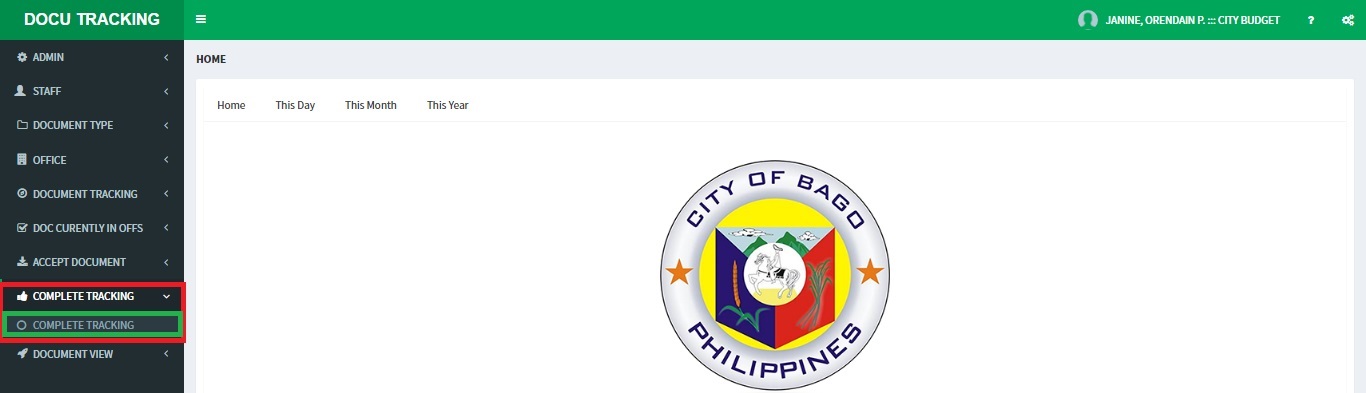 DOCU TRACKING
JANINE, ORENDAIN P. ::: CITY BUDGET ?
ADMIN
STAFF
DOCUMENT TYPE
OFFICE
DOCUMENT TRACKING
DOC CURENTLY IN OFFS
ACCEPT DOCUMENT
COMPLETE TRACKING
COMPLETE TRACKING
DOCUMENT VIEW
HOME
Home This Day This Month This Year
CITY OF BAGO
PHILIPPINES